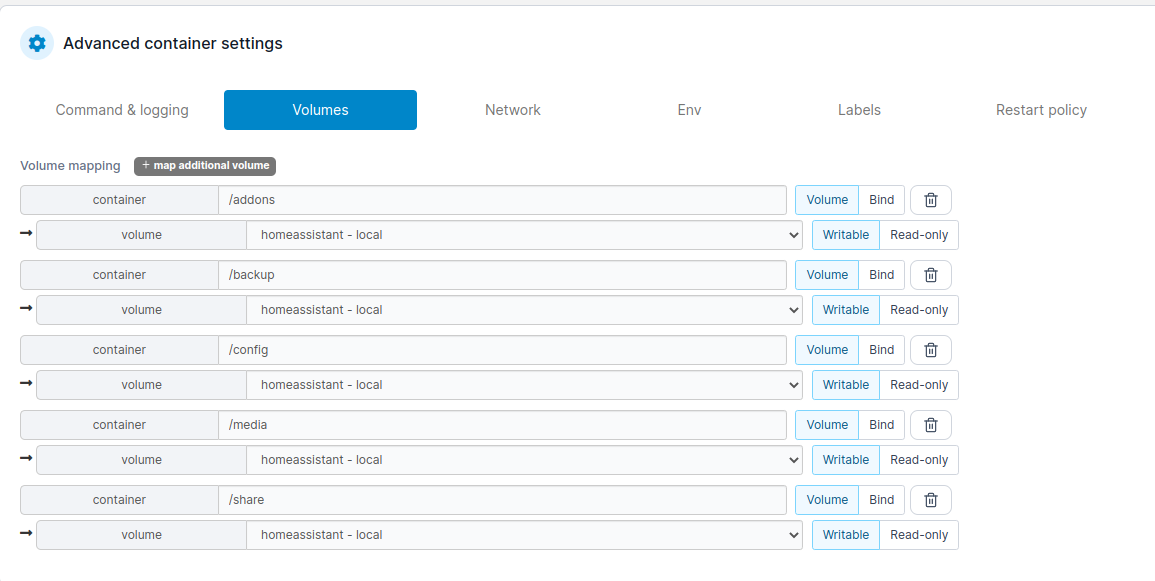 Advanced container settings
Command & logging Volumes Network Env Labels Restart policy
Volume mapping + map additional volume
container /addons Volume Bind
volume homeassistant - local Writable Read-only
container /backup Volume Bind
volume homeassistant - local Writable Read-only
container /config Volume Bind
volume homeassistant - local Writable Read-only
container /media Volume Bind
volume homeassistant - local Writable Read-only
container /share Volume Bind
volume homeassistant - local Writable Read-only